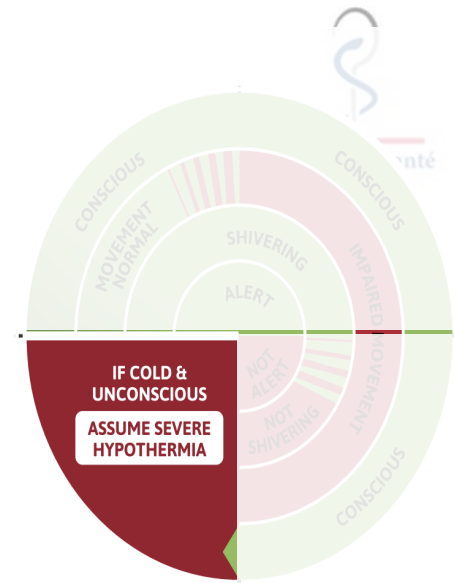 nté
CONSCIOUS
CONSCIOUS
MOVEMENT
NORMAL
SHIVERING
IMPAIRED MOVEMENT
ALERT
NOT
ALERT
NOT
SHIVERING
CONSCIOUS
IF COLD &
UNCONSCIOUS
ASSUME SEVERE
HYPOTHERMIA